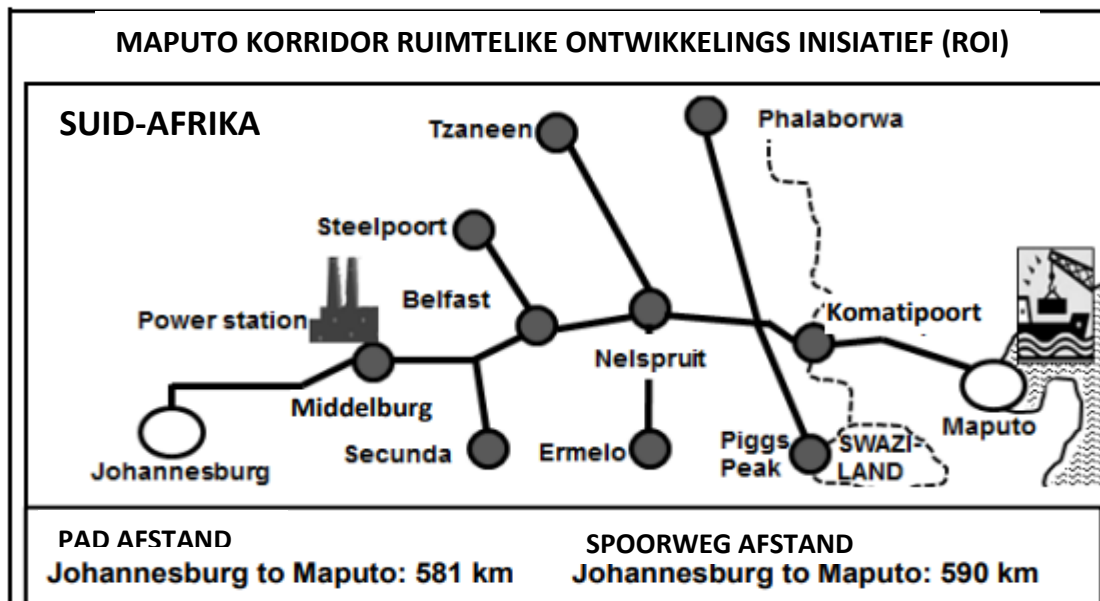 MAPUTO KORRIDOR RUIMTELIKE ONTWIKKELINGS INISIATIEF (ROI)
SUID-AFRIKA
Tzaneen
Phalaborwa
Steelpoort
Belfast
Power station
Komatipoort
Nelspruit
Middelburg
Johannesburg
Secunda
Ermelo
Piggs
Peak
SWAZI-
LAND
Maputo
PAD AFSTAND
Johannesburg to Maputo: 581 km
SPOORWEG AFSTAND
Johannesburg to Maputo: 590 km